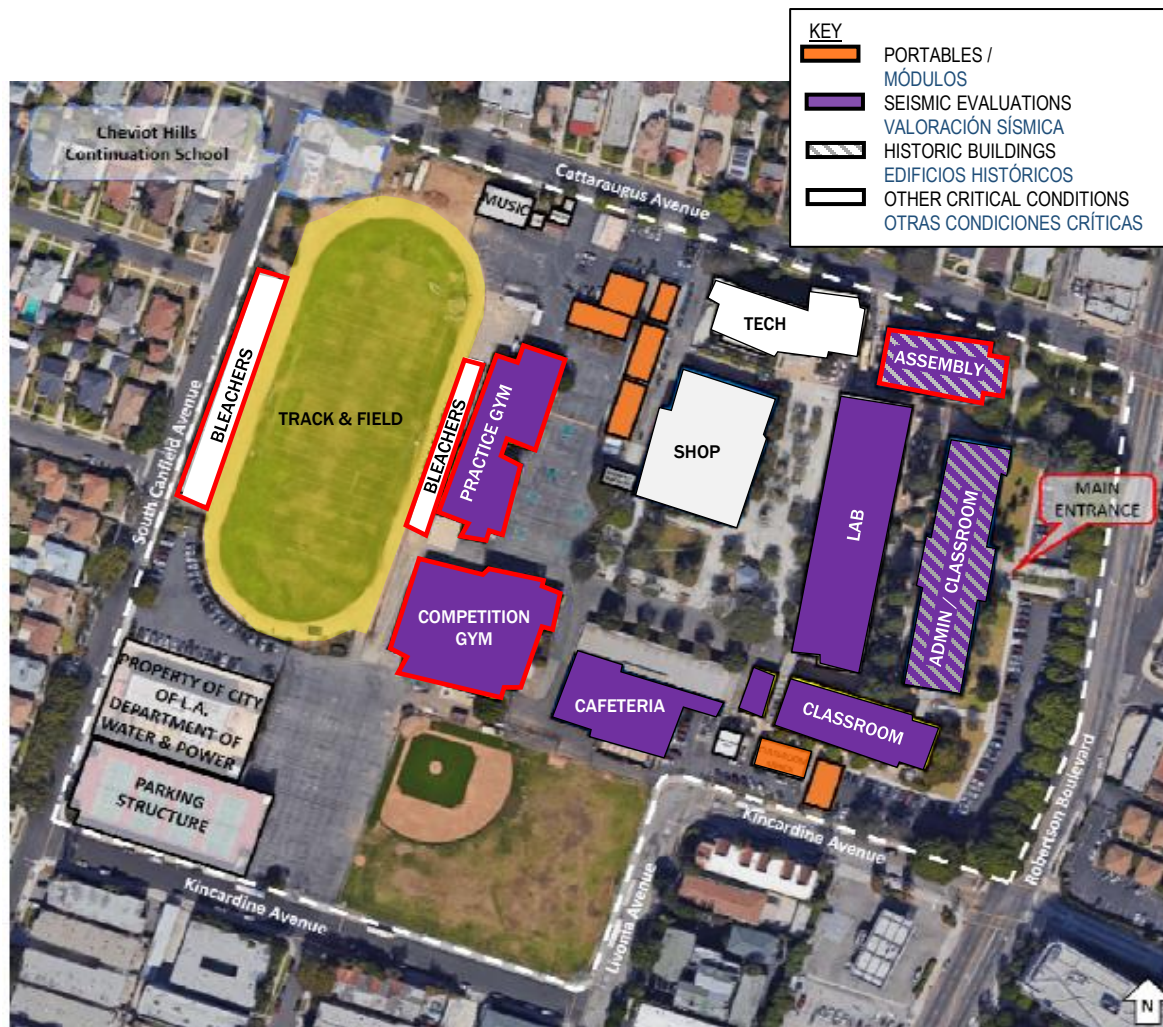 KEY
PORTABLES /
MÓDULOS
SEISMIC EVALUATIONS
VALORACIÓN SÍSMICA
HISTORIC BUILDINGS
EDIFICIOS HISTÓRICOS
OTHER CRITICAL CONDITIONS
OTRAS CONDICIONES CRÍTICAS
Cheviot Hills
Continuation School
Cattaraugus Avenue
MUSIC
TECH
ASSEMBLY
BLEACHERS
TRACK & FIELD
BLEACHERS
PRACTICE GYM
SHOP
LAB
ADMIN / CLASSROOM
MAIN
ENTRANCE
South Canfield Avenue
COMPETITION
GYM
CAFETERIA
CLASSROOM
PROPERTY OF CITY
OF L.A.
DEPARTMENT OF
WATER & POWER
PARKING
STRUCTURE
Kincardine Avenue
Livonia Avenue
Kincardine Avenue
Robertson Boulevard
N